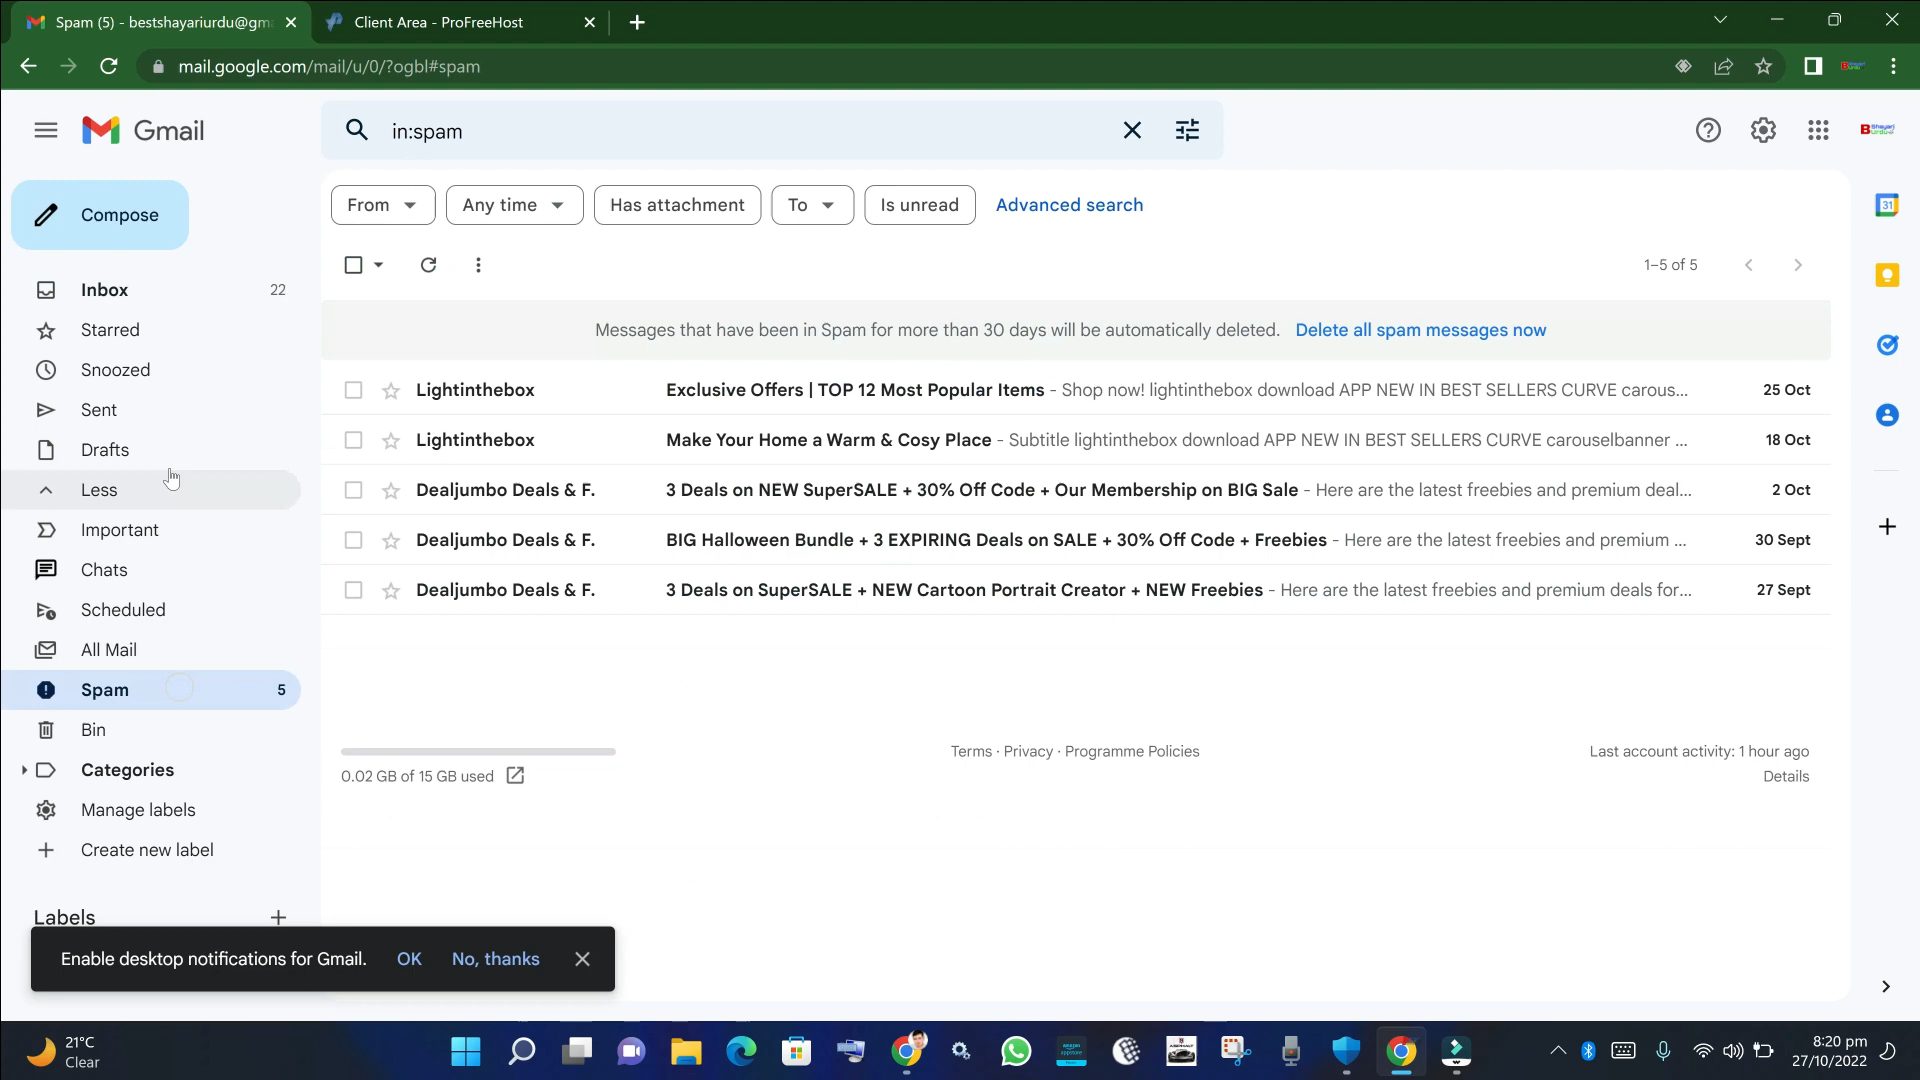 Spam (5) - bestshayariurdu@gma
Client Area - ProFreeHost
mail.google.com/mail/u/0/?ogbl#spam
Gmail
in:spam
Compose
From
Any time
Has attachment
To
Is unread
Advanced search
1–5 of 5
Inbox 22
Starred
Snoozed
Sent
Drafts
Less
Important
Chats
Scheduled
All Mail
Spam 5
Bin
Categories
Manage labels
Create new label
Labels
Messages that have been in Spam for more than 30 days will be automatically deleted. Delete all spam messages now
Lightinthebox Exclusive Offers | TOP 12 Most Popular Items - Shop now! lightinthebox download APP NEW IN BEST SELLERS CURVE carous... 25 Oct
Lightinthebox Make Your Home a Warm & Cosy Place - Subtitle lightinthebox download APP NEW IN BEST SELLERS CURVE carouselbanner ... 18 Oct
Dealjumbo Deals & F. 3 Deals on NEW SuperSALE + 30% Off Code + Our Membership on BIG Sale - Here are the latest freebies and premium deal... 2 Oct
Dealjumbo Deals & F. BIG Halloween Bundle + 3 EXPIRING Deals on SALE + 30% Off Code + Freebies - Here are the latest freebies and premium ... 30 Sept
Dealjumbo Deals & F. 3 Deals on SuperSALE + NEW Cartoon Portrait Creator + NEW Freebies - Here are the latest freebies and premium deals for... 27 Sept
0.02 GB of 15 GB used
Terms · Privacy · Programme Policies
Last account activity: 1 hour ago
Details
31
Enable desktop notifications for Gmail. OK No, thanks
21°C
Clear
8:20 pm
27/10/2022